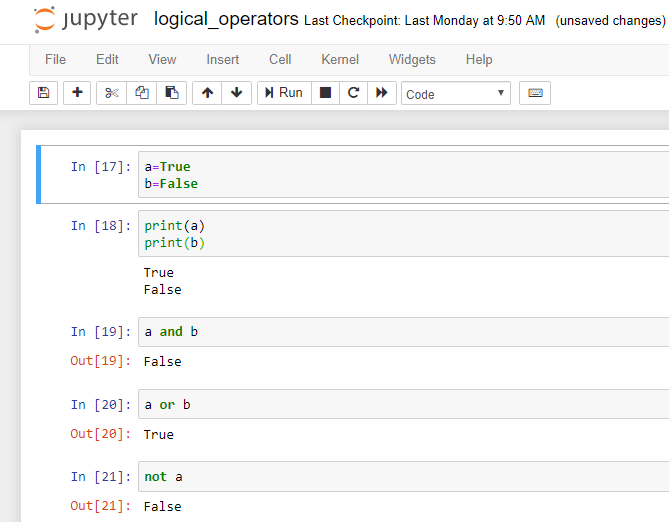 jupyter logical_operators Last Checkpoint: Last Monday at 9:50 AM (unsaved changes)
File Edit View Insert Cell Kernel Widgets Help
Run Code
In [17]: a=True
b=False
In [18]: print(a)
print(b)
True
False
In [19]: a and b
Out[19]: False
In [20]: a or b
Out[20]: True
In [21]: not a
Out[21]: False